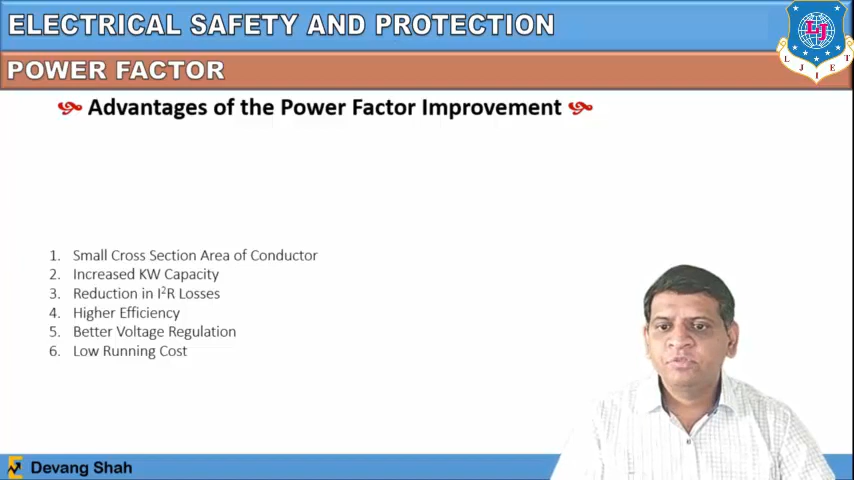 ELECTRICAL SAFETY AND PROTECTION
POWER FACTOR
Advantages of the Power Factor Improvement
1. Small Cross Section Area of Conductor
2. Increased KW Capacity
3. Reduction in I²R Losses
4. Higher Efficiency
5. Better Voltage Regulation
6. Low Running Cost
Devang Shah
LJ
LJIET